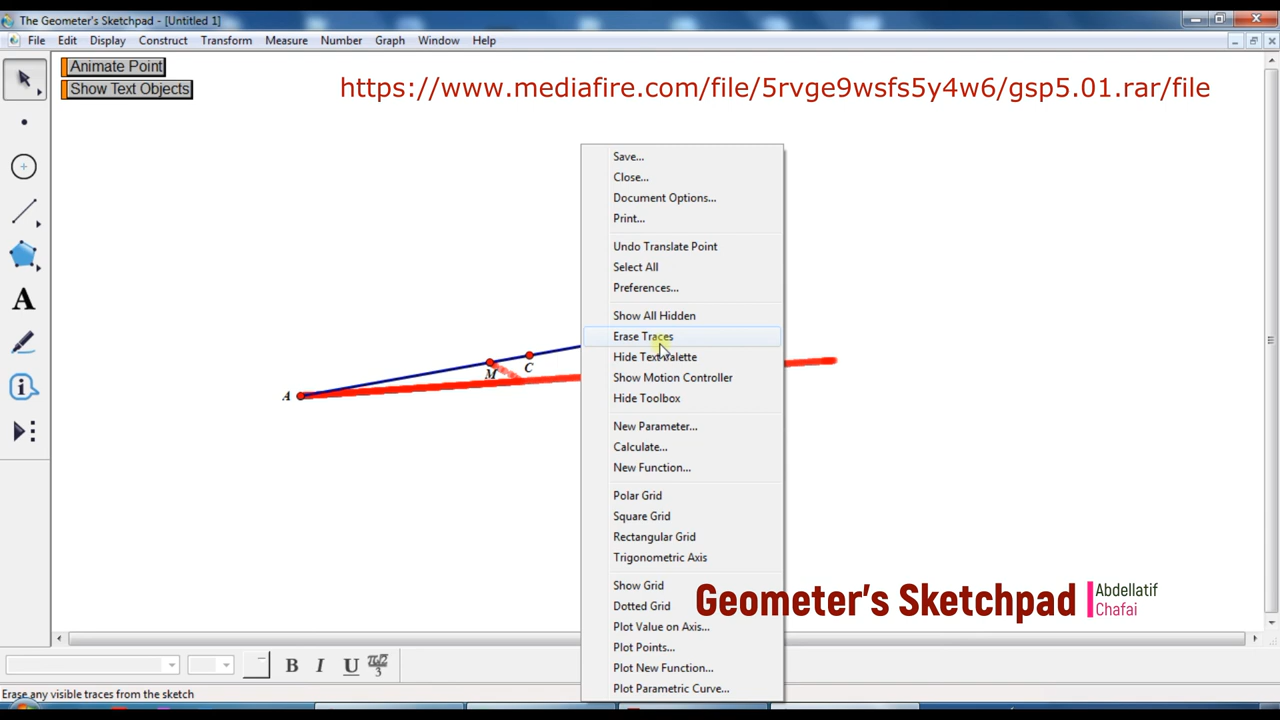 The Geometer's Sketchpad - [Untitled 1]
File Edit Display Construct Transform Measure Number Graph Window Help
Animate Point
Show Text Objects
https://www.mediafire.com/file/5rvge9wsfs5y4w6/gsp5.01.rar/file
Save...
Close...
Document Options...
Print...
Undo Translate Point
Select All
Preferences...
Show All Hidden
Erase Traces
Hide Text Palette
Show Motion Controller
Hide Toolbox
New Parameter...
Calculate...
New Function...
Polar Grid
Square Grid
Rectangular Grid
Trigonometric Axis
Show Grid
Dotted Grid
Plot Value on Axis...
Plot Points...
Plot New Function...
Plot Parametric Curve...
A
M
C
A
Geometer's Sketchpad
Abdellatif
Chafai
B I U
Erase any visible traces from the sketch